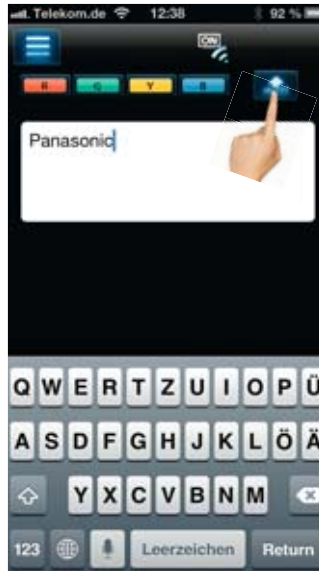 Telekom.de 12:38 92 %
ON
R G Y B
Panasonic
Q W E R T Z U I O P Ü
A S D F G H J K L Ö Ä
Y X C V B N M
123 Leerzeichen Return